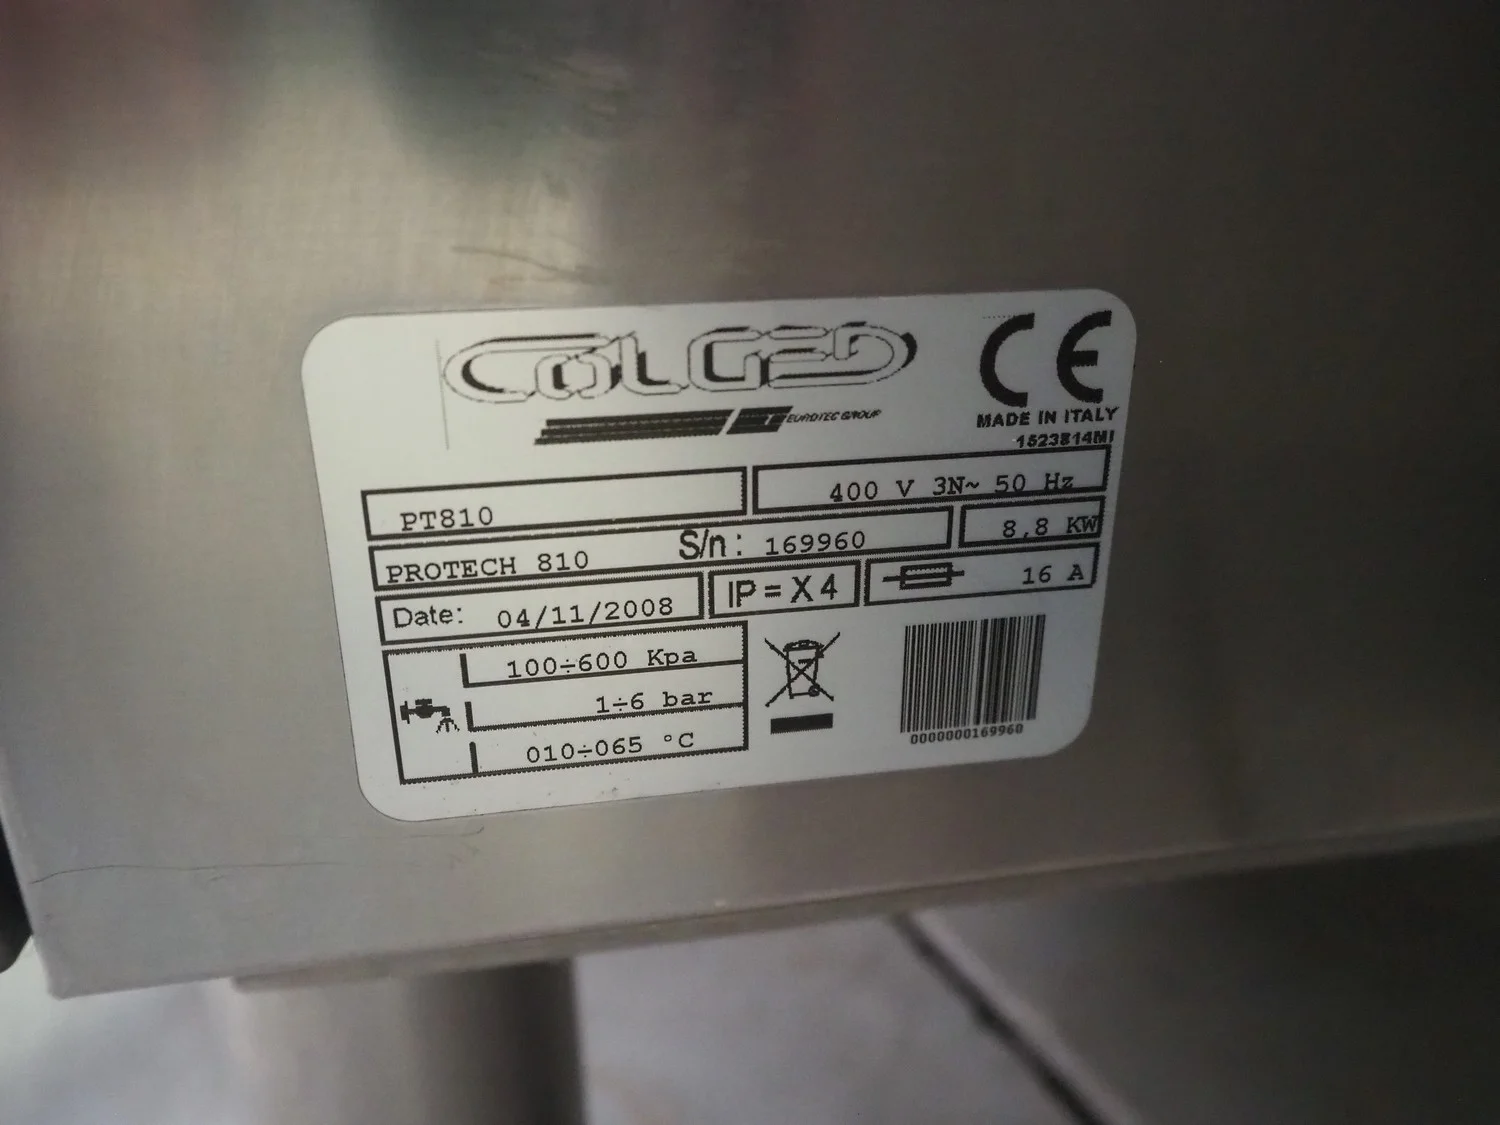 COLGED
EUROTEC GROUP
CE
MADE IN ITALY
1523814MI
PT810
400 V 3N~ 50 Hz
PROTECH 810 S/n: 169960
8,8 KW
Date: 04/11/2008
IP=X4
16 A
100÷600 Kpa
1÷6 bar
010÷065 °C
0000000169960